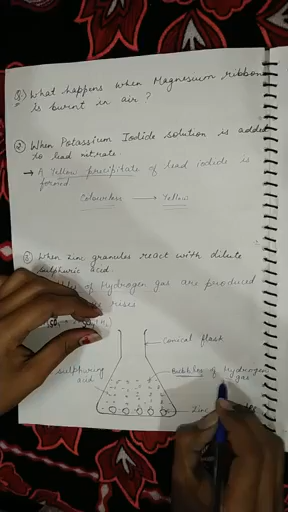 Q1) What happens when Magnesium ribbon
is burnt in air?
② When Potassium Iodide solution is added
to lead nitrate.
→ A Yellow precipitate of lead iodide is
formed
Colourless → Yellow
③ When zinc granules react with dilute
sulphuric acid.
of Hydrogen gas are produced
rises
Conical flask
sulphuring
acid
Bubbles of Hydrogen
gas
Zinc